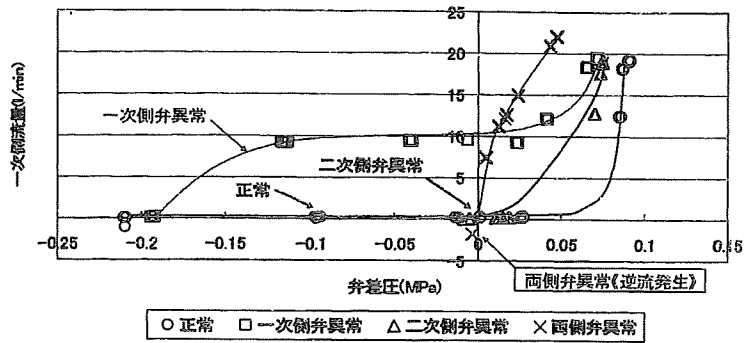 一次側流量(l/min)
25
20
15
10
5
-5
一次側弁異常
二次側弁異常
正常
-0.25 -0.2 -0.15 -0.1 -0.05 0 0.05 0.1 0.15
弁差圧(MPa)
両側弁異常《逆流発生》
○ 正常 □ 一次側弁異常 △ 二次側弁異常 × 両側弁異常